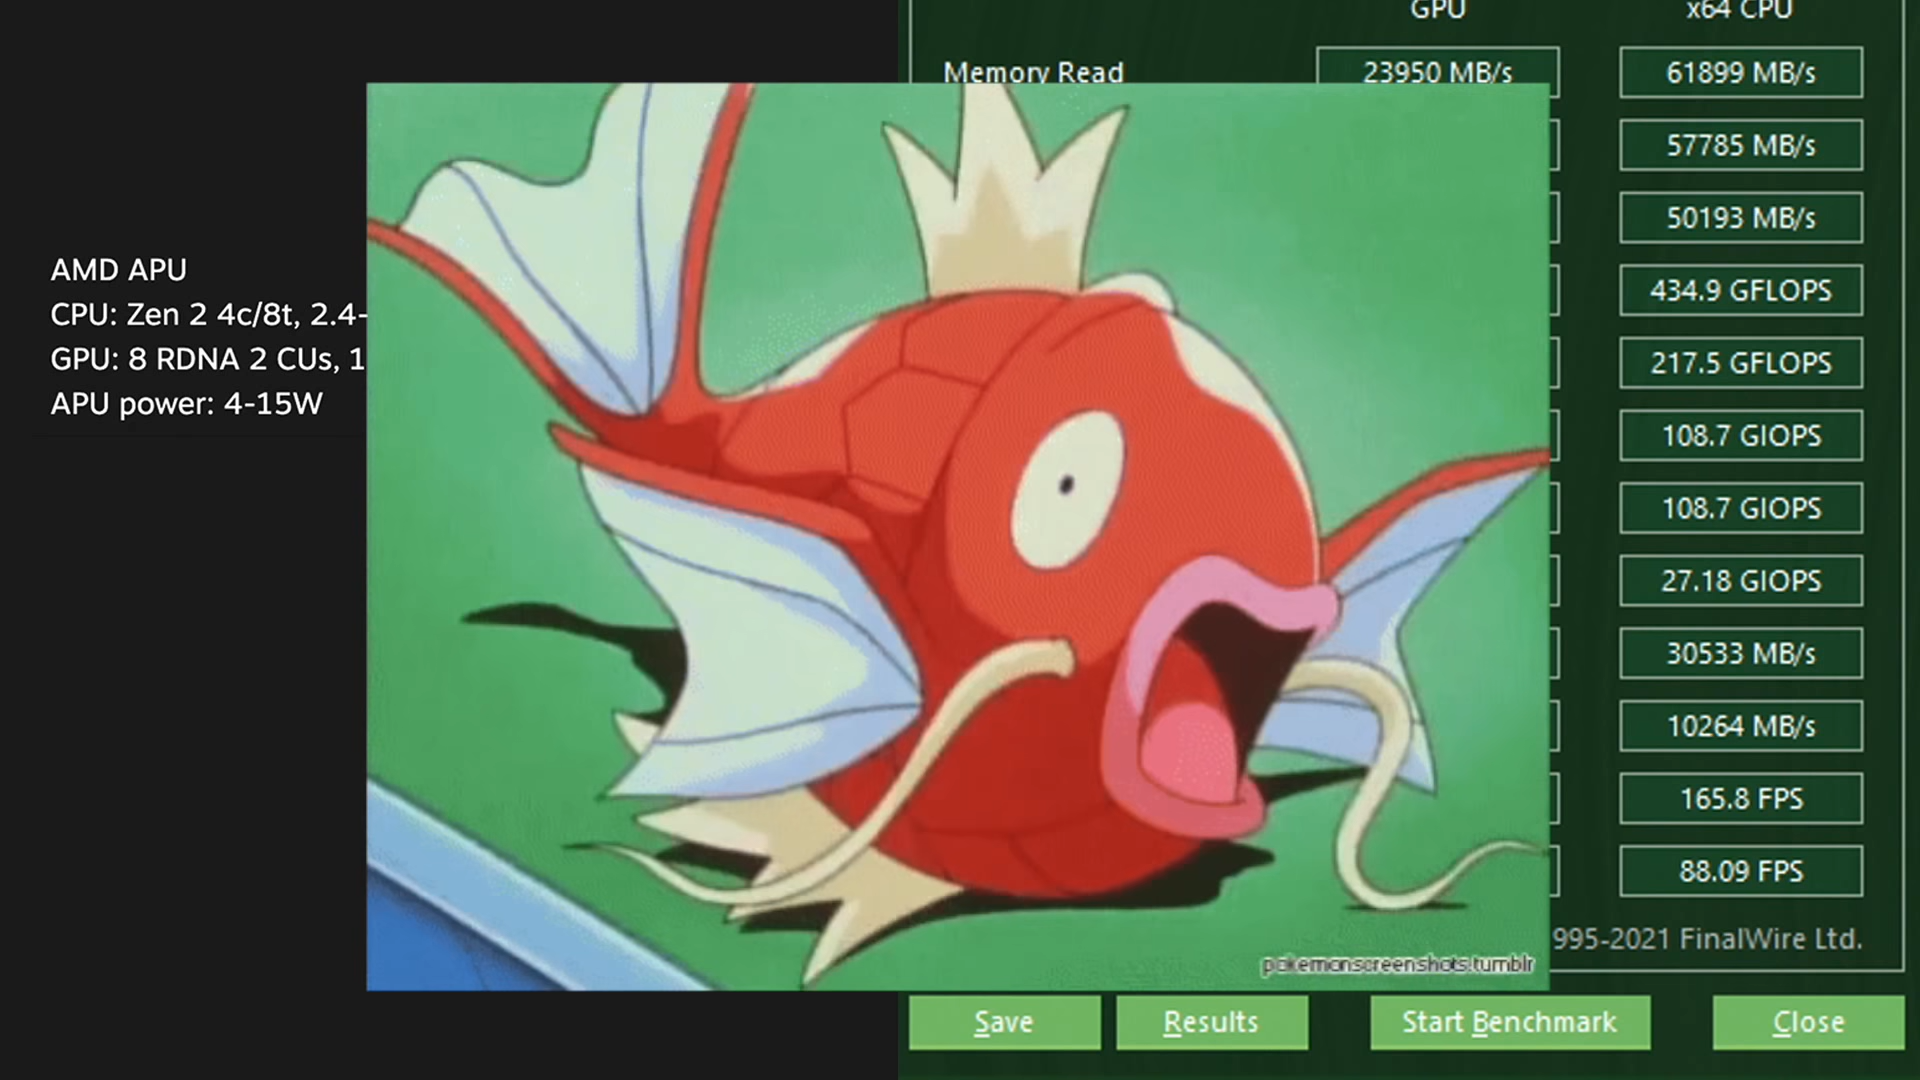 GPU x64 CPU
Memory Read 23950 MB/s 61899 MB/s
57785 MB/s
50193 MB/s
AMD APU
434.9 GFLOPS
CPU: Zen 2 4c/8t, 2.4-
GPU: 8 RDNA 2 CUs, 1
217.5 GFLOPS
APU power: 4-15W
108.7 GIOPS
108.7 GIOPS
27.18 GIOPS
30533 MB/s
10264 MB/s
165.8 FPS
88.09 FPS
995-2021 FinalWire Ltd.
pokemonscreenshots.tumblr
Save Results Start Benchmark Close